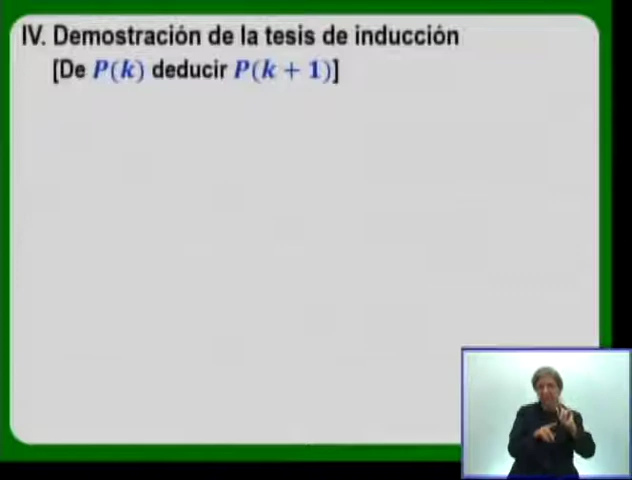 IV. Demostración de la tesis de inducción
[De P(k) deducir P(k + 1)]